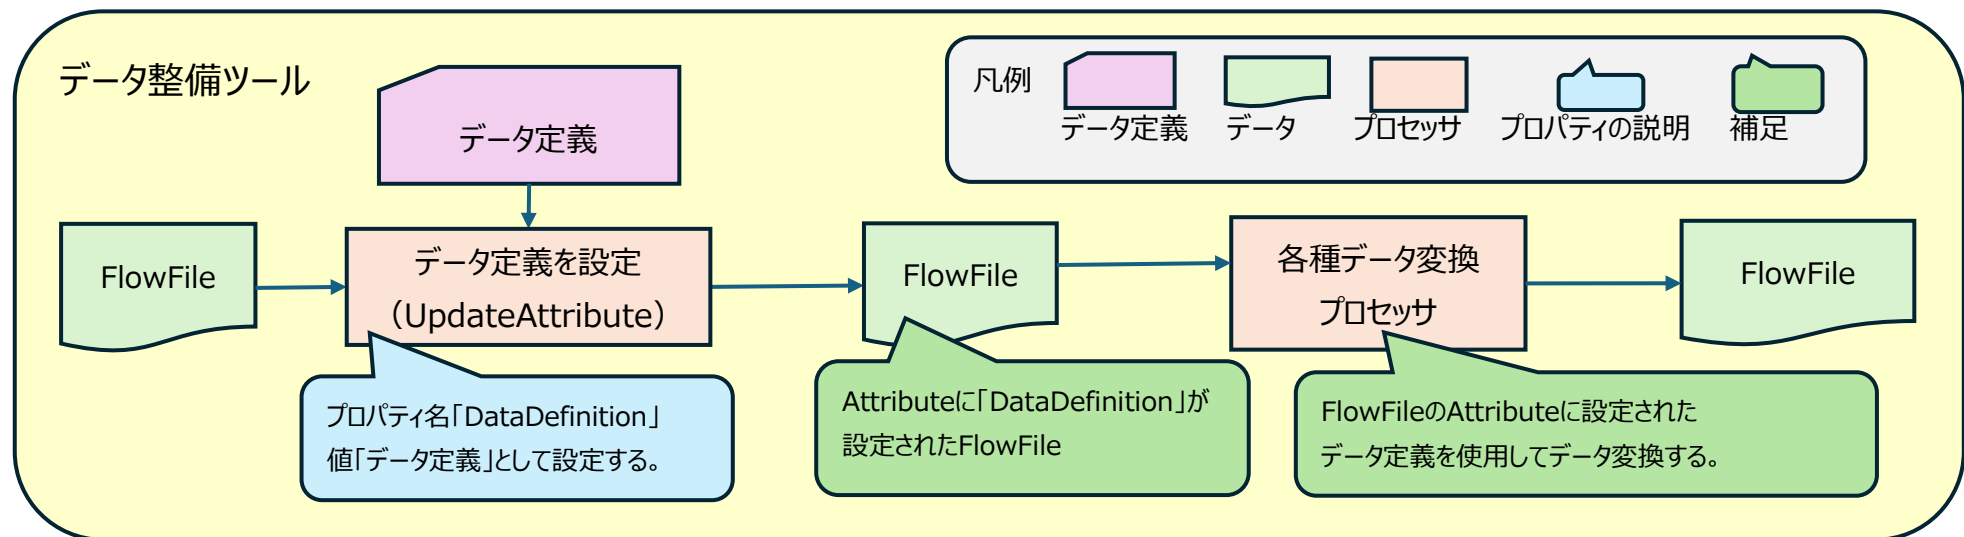 データ整備ツール
凡例
データ定義
データ
プロセッサ
プロパティの説明
補足
データ定義
FlowFile
データ定義を設定
（UpdateAttribute）
FlowFile
各種データ変換
プロセッサ
FlowFile
プロパティ名「DataDefinition」
値「データ定義」として設定する。
Attributeに「DataDefinition」が
設定されたFlowFile
FlowFileのAttributeに設定された
データ定義を使用してデータ変換する。